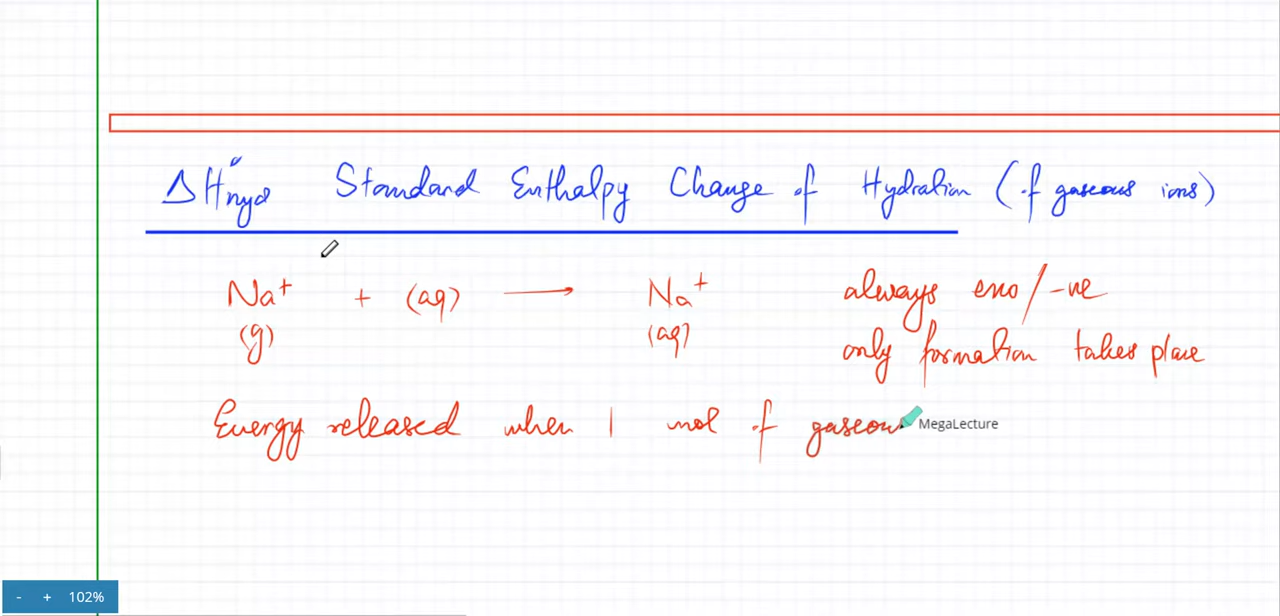 ΔH°hyd Standard Enthalpy Change of Hydration (of gaseous ions)
Na+ (g) + (aq) → Na+ (aq) always exo/-ve
only formation takes place
Energy released when 1 mol of gaseou
MegaLecture
- + 102%